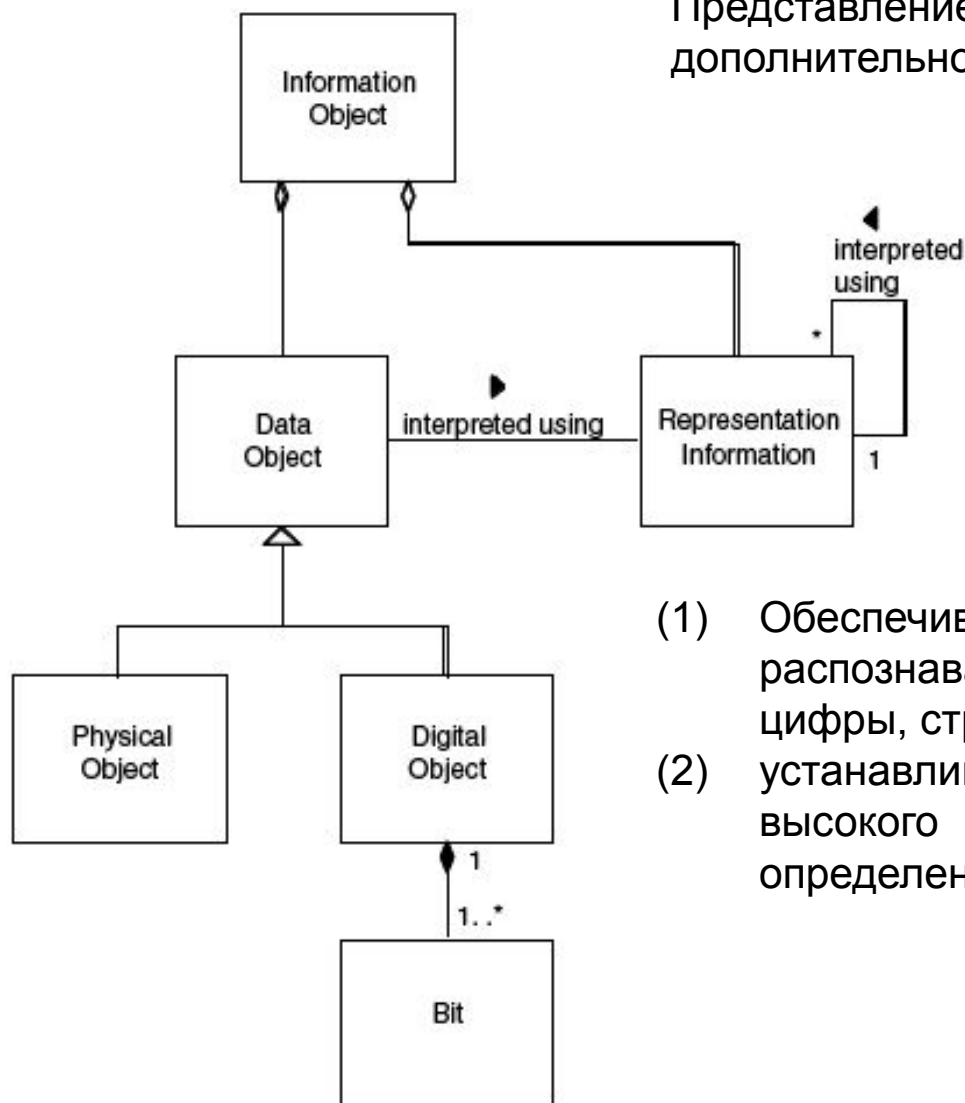 Представление
дополнительно
Information
Object
interpreted
using
*
Data
Object
interpreted using
Representation
Information
1
Physical
Object
Digital
Object
1
1. .*
Bit
(1) Обеспечив
распознава
цифры, стр
(2) устанавли
высокого
определен